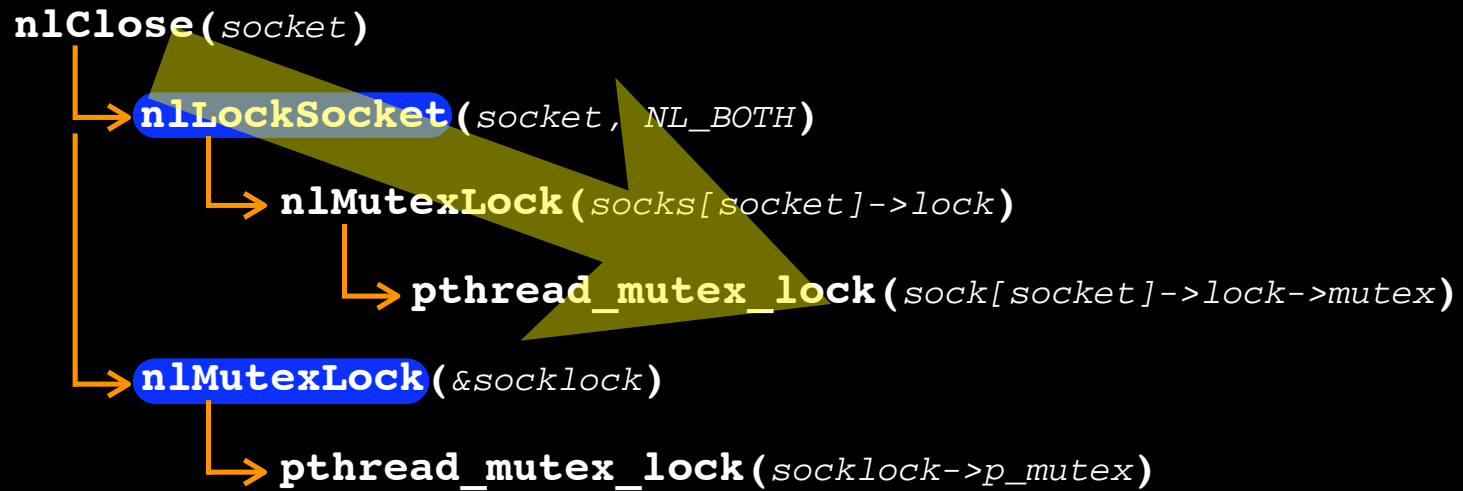 nlClose(socket)
nlLockSocket(socket, NL_BOTH)
nlMutexLock(socks[socket]->lock)
pthread_mutex_lock(sock[socket]->lock->mutex)
nlMutexLock(&socklock)
pthread_mutex_lock(socklock->p_mutex)